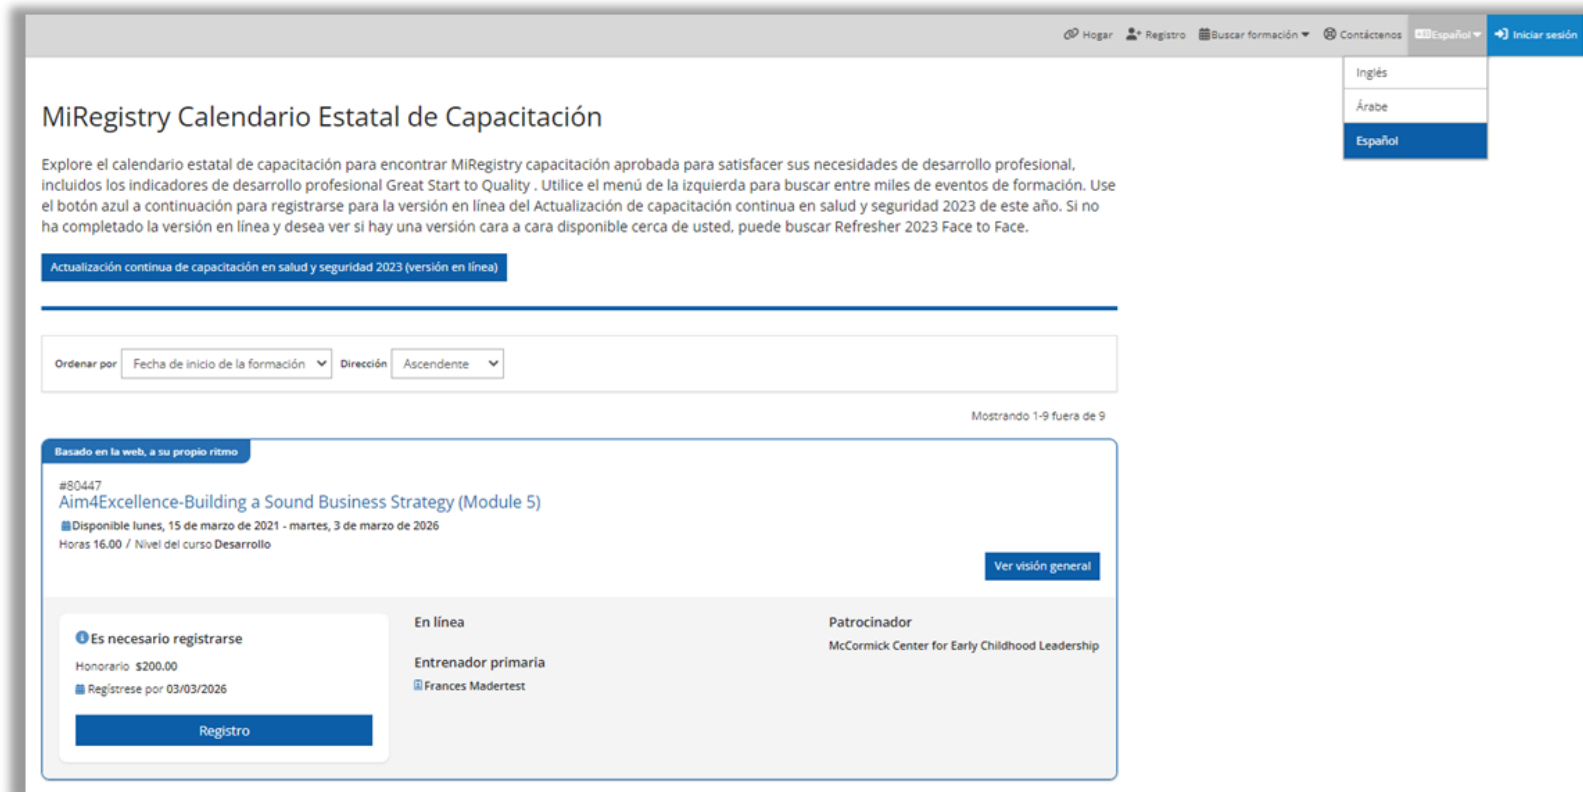 Hogar Registro Buscar formación Contáctenos Español Iniciar sesión
Inglés
Árabe
Español
MiRegistry Calendario Estatal de Capacitación
Explore el calendario estatal de capacitación para encontrar MiRegistry capacitación aprobada para satisfacer sus necesidades de desarrollo profesional,
incluidos los indicadores de desarrollo profesional Great Start to Quality . Utilice el menú de la izquierda para buscar entre miles de eventos de formación. Use
el botón azul a continuación para registrarse para la versión en línea del Actualización de capacitación continua en salud y seguridad 2023 de este año. Si no
ha completado la versión en línea y desea ver si hay una versión cara a cara disponible cerca de usted, puede buscar Refresher 2023 Face to Face.
Actualización continua de capacitación en salud y seguridad 2023 (versión en línea)
Ordenar por Fecha de inicio de la formación Dirección Ascendente
Mostrando 1-9 fuera de 9
Basado en la web, a su propio ritmo
#80447
Aim4Excellence-Building a Sound Business Strategy (Module 5)
Disponible lunes, 15 de marzo de 2021 - martes, 3 de marzo de 2026
Horas 16.00 / Nivel del curso Desarrollo
Ver visión general
Es necesario registrarse
Honorario $200.00
Regístrese por 03/03/2026
Registro
En línea
Entrenador primaria
Frances Madertest
Patrocinador
McCormick Center for Early Childhood Leadership